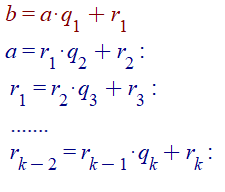 b = a·q₁ + r₁
a = r₁·q₂ + r₂ :
r₁ = r₂·q₃ + r₃ :
.......
rₖ₋₂ = rₖ₋₁·qₖ + rₖ :